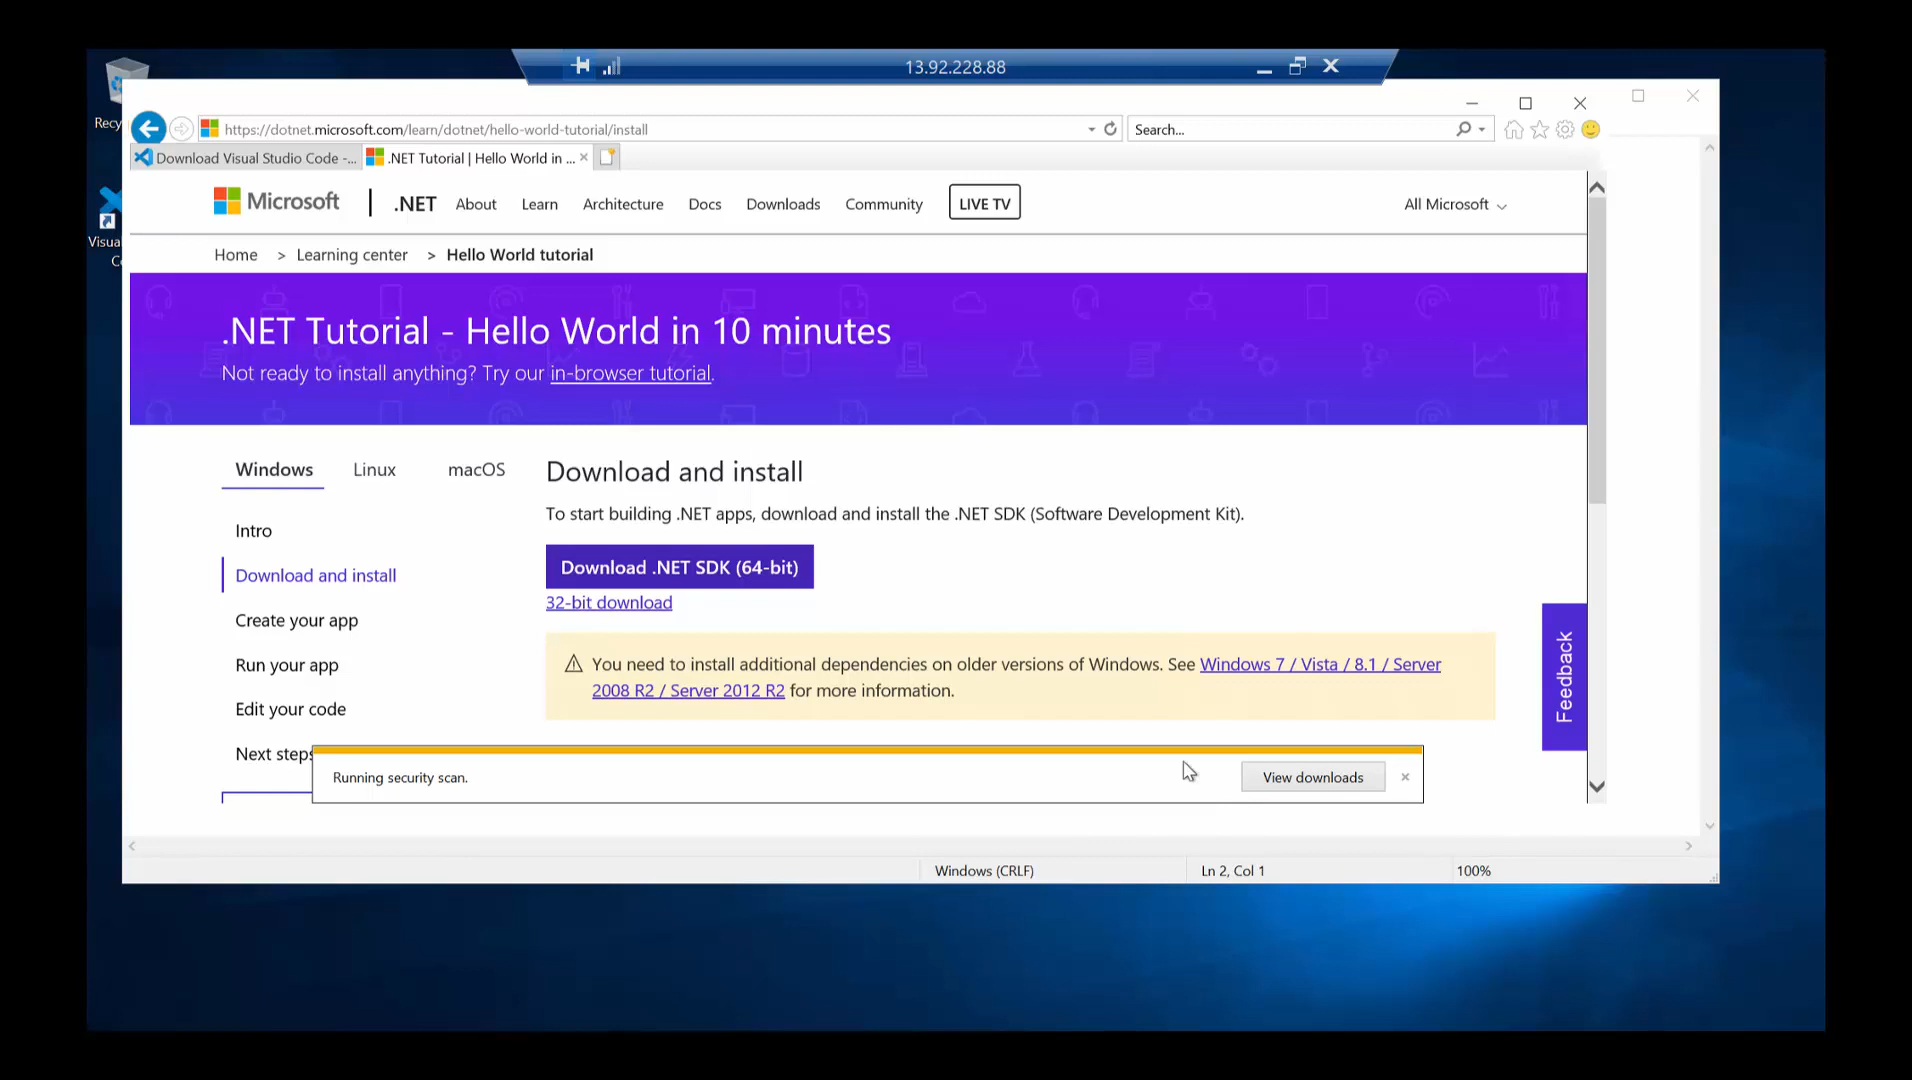 13.92.228.88
Recy
https://dotnet.microsoft.com/learn/dotnet/hello-world-tutorial/install
Search...
Download Visual Studio Code -...
.NET Tutorial | Hello World in ...
Microsoft
.NET
About
Learn
Architecture
Docs
Downloads
Community
LIVE TV
All Microsoft
Visua
C
Home > Learning center > Hello World tutorial
.NET Tutorial - Hello World in 10 minutes
Not ready to install anything? Try our in-browser tutorial.
Windows
Linux
macOS
Intro
Download and install
Create your app
Run your app
Edit your code
Next steps
Download and install
To start building .NET apps, download and install the .NET SDK (Software Development Kit).
Download .NET SDK (64-bit)
32-bit download
You need to install additional dependencies on older versions of Windows. See Windows 7 / Vista / 8.1 / Server
2008 R2 / Server 2012 R2 for more information.
Feedback
Running security scan.
View downloads
Windows (CRLF)
Ln 2, Col 1
100%